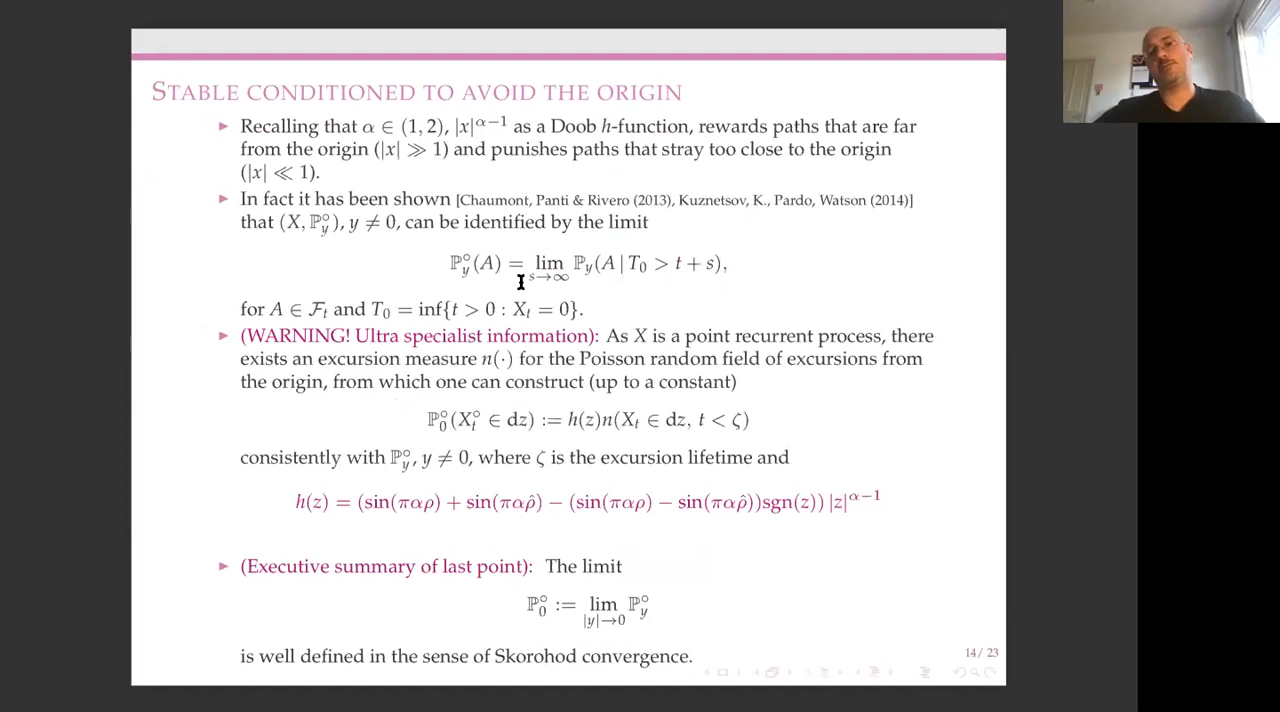 STABLE CONDITIONED TO AVOID THE ORIGIN
▶ Recalling that α ∈ (1, 2), |x|^{α−1} as a Doob h-function, rewards paths that are far
from the origin (|x| ≫ 1) and punishes paths that stray too close to the origin
(|x| ≪ 1).
▶ In fact it has been shown [Chaumont, Panti & Rivero (2013), Kuznetsov, K., Pardo, Watson (2014)]
that (X, ℙ°_y), y ≠ 0, can be identified by the limit
ℙ°_y(A) = lim_{s→∞} ℙ_y(A | T_0 > t + s),
for A ∈ ℱ_t and T_0 = inf{t > 0 : X_t = 0}.
▶ (WARNING! Ultra specialist information): As X is a point recurrent process, there
exists an excursion measure n(·) for the Poisson random field of excursions from
the origin, from which one can construct (up to a constant)
ℙ°_0(X°_t ∈ dz) := h(z)n(X_t ∈ dz, t < ζ)
consistently with ℙ°_y, y ≠ 0, where ζ is the excursion lifetime and
h(z) = (sin(παρ) + sin(παρ̂) − (sin(παρ) − sin(παρ̂))sgn(z)) |z|^{α−1}
▶ (Executive summary of last point): The limit
ℙ°_0 := lim_{|y|→0} ℙ°_y
is well defined in the sense of Skorohod convergence.
14/ 23